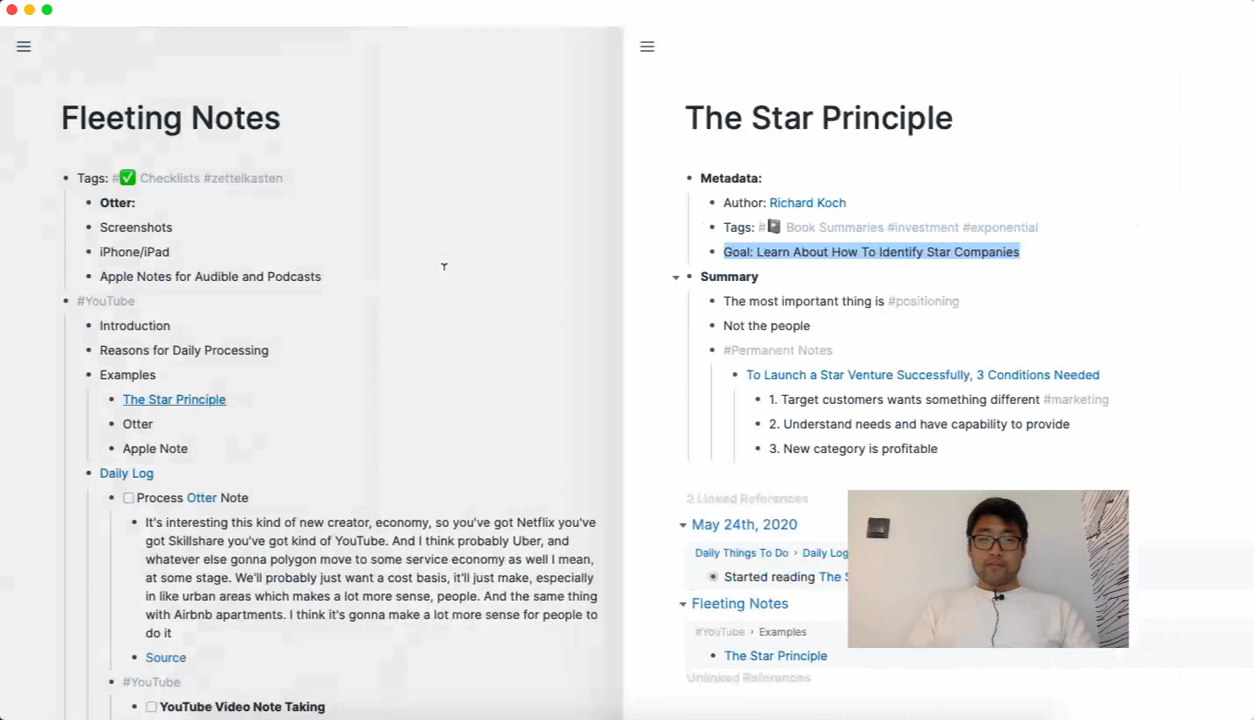 Fleeting Notes
Tags: #✅ Checklists #zettelkasten
Otter:
Screenshots
iPhone/iPad
Apple Notes for Audible and Podcasts
#YouTube
Introduction
Reasons for Daily Processing
Examples
The Star Principle
Otter
Apple Note
Daily Log
Process Otter Note
It's interesting this kind of new creator, economy, so you've got Netflix you've
got Skillshare you've got kind of YouTube. And I think probably Uber, and
whatever else gonna polygon move to some service economy as well I mean,
at some stage. We'll probably just want a cost basis, it'll just make, especially
in like urban areas which makes a lot more sense, people. And the same thing
with Airbnb apartments. I think it's gonna make a lot more sense for people to
do it
Source
#YouTube
YouTube Video Note Taking
The Star Principle
Metadata:
Author: Richard Koch
Tags: #📓 Book Summaries #investment #exponential
Goal: Learn About How To Identify Star Companies
Summary
The most important thing is #positioning
Not the people
#Permanent Notes
To Launch a Star Venture Successfully, 3 Conditions Needed
1. Target customers wants something different #marketing
2. Understand needs and have capability to provide
3. New category is profitable
2 Linked References
May 24th, 2020
Daily Things To Do › Daily Log
Started reading The S
Fleeting Notes
#YouTube › Examples
The Star Principle
Unlinked References